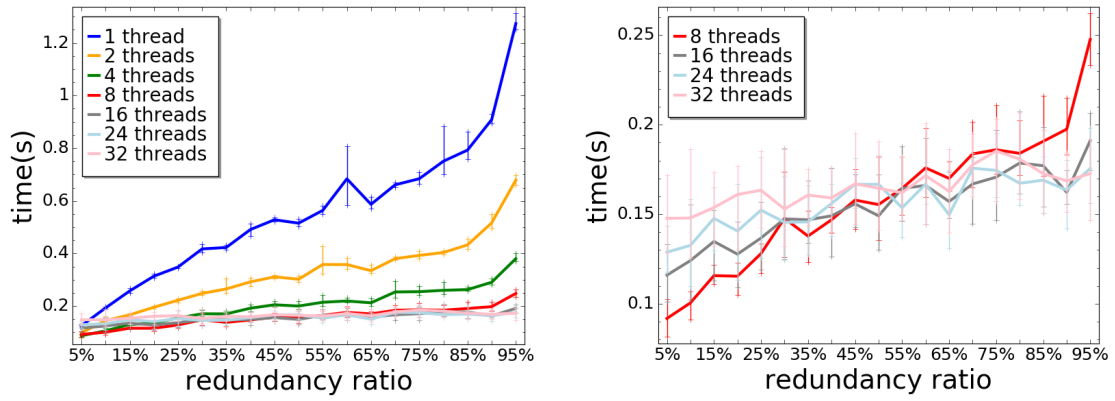 1 thread
2 threads
4 threads
8 threads
16 threads
24 threads
32 threads
time(s)
1.2
1
0.8
0.6
0.4
0.2
5% 15% 25% 35% 45% 55% 65% 75% 85% 95%
redundancy ratio
8 threads
16 threads
24 threads
32 threads
time(s)
0.25
0.2
0.15
0.1
5% 15% 25% 35% 45% 55% 65% 75% 85% 95%
redundancy ratio